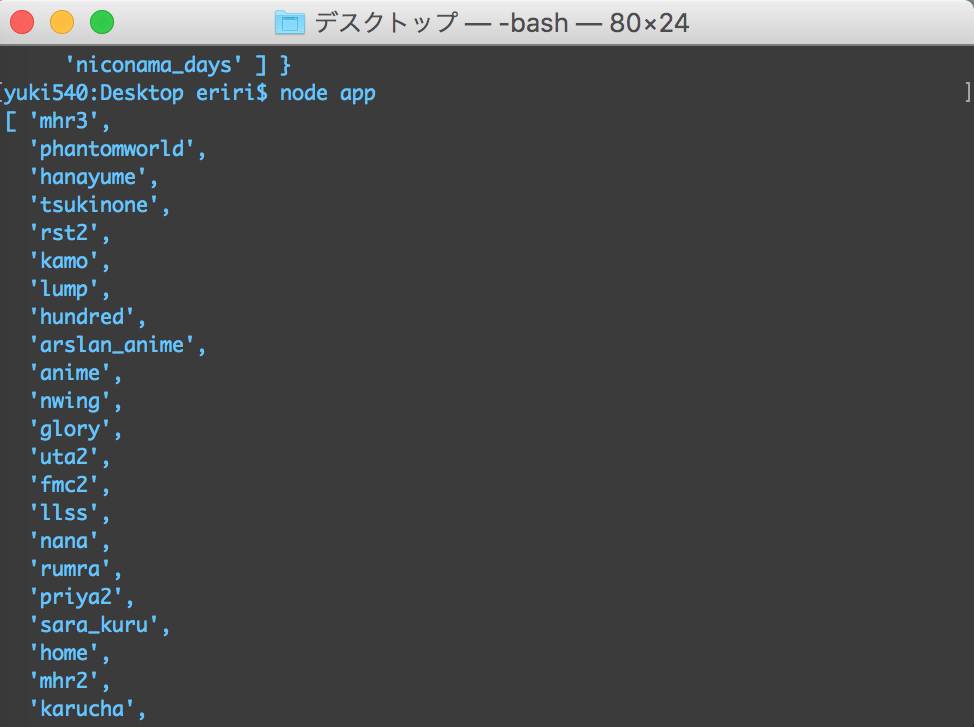 デスクトップ — -bash — 80×24
'niconama_days' ] }
[yuki540:Desktop eriri$ node app ]
[ 'mhr3',
'phantomworld',
'hanayume',
'tsukinone',
'rst2',
'kamo',
'lump',
'hundred',
'arslan_anime',
'anime',
'nwing',
'glory',
'uta2',
'fmc2',
'llss',
'nana',
'rumra',
'priya2',
'sara_kuru',
'home',
'mhr2',
'karucha',